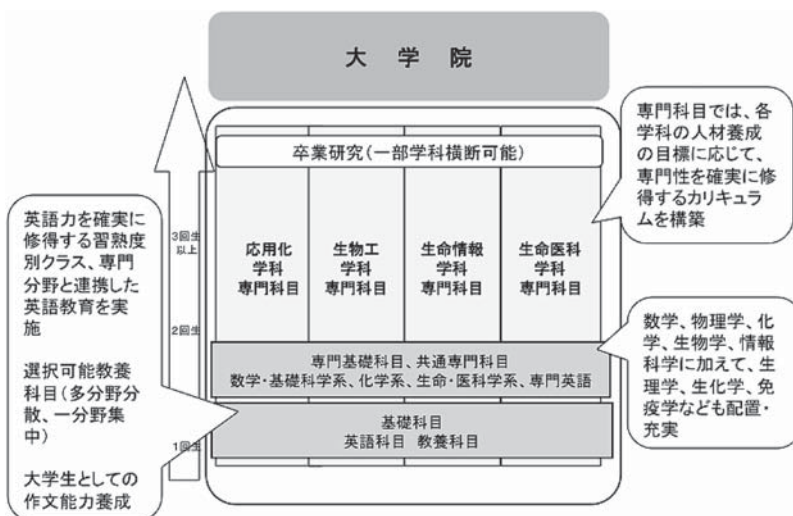 大 学 院
卒業研究(一部学科横断可能)
専門科目では、各
学科の人材養成
の目標に応じて、
専門性を確実に修
得するカリキュラ
ムを構築
英語力を確実に
修得する習熟度
別クラス、専門
分野と連携した
英語教育を実
施
選択可能教養
科目(多分野分
散、一分野集
中)
大学生としての
作文能力養成
3回生
以上
2回生
1回生
応用化
学科
専門科目
生物工
学科
専門科目
生命情報
学科
専門科目
生命医科
学科
専門科目
専門基礎科目、共通専門科目
数学・基礎科学系、化学系、生命・医科学系、専門英語
数学、物理学、化
学、生物学、情報
科学に加えて、生
理学、生化学、免
疫学なども配置・
充実
基礎科目
英語科目 教養科目